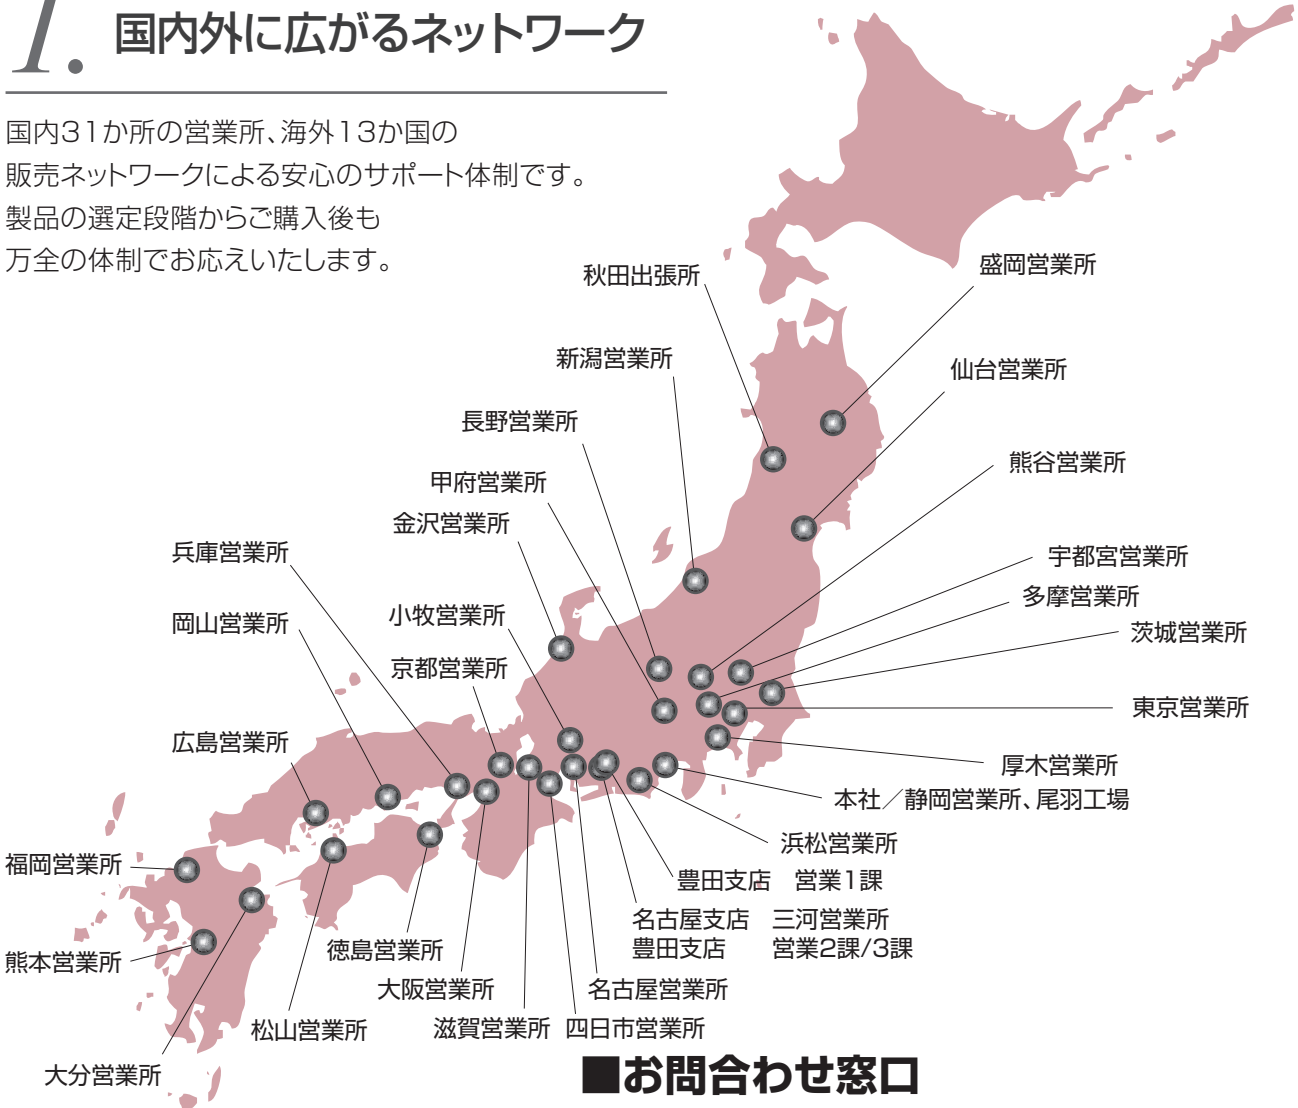 1. 国内外に広がるネットワーク
国内31か所の営業所、海外13か国の
販売ネットワークによる安心のサポート体制です。
製品の選定段階からご購入後も
万全の体制でお応えいたします。
盛岡営業所
秋田出張所
新潟営業所
仙台営業所
長野営業所
熊谷営業所
甲府営業所
金沢営業所
兵庫営業所
宇都宮営業所
多摩営業所
小牧営業所
岡山営業所
茨城営業所
京都営業所
東京営業所
広島営業所
厚木営業所
本社／静岡営業所、尾羽工場
浜松営業所
福岡営業所
豊田支店　営業1課
名古屋支店　三河営業所
豊田支店　営業2課/3課
徳島営業所
熊本営業所
大阪営業所
名古屋営業所
松山営業所
滋賀営業所
四日市営業所
大分営業所
■お問合わせ窓口